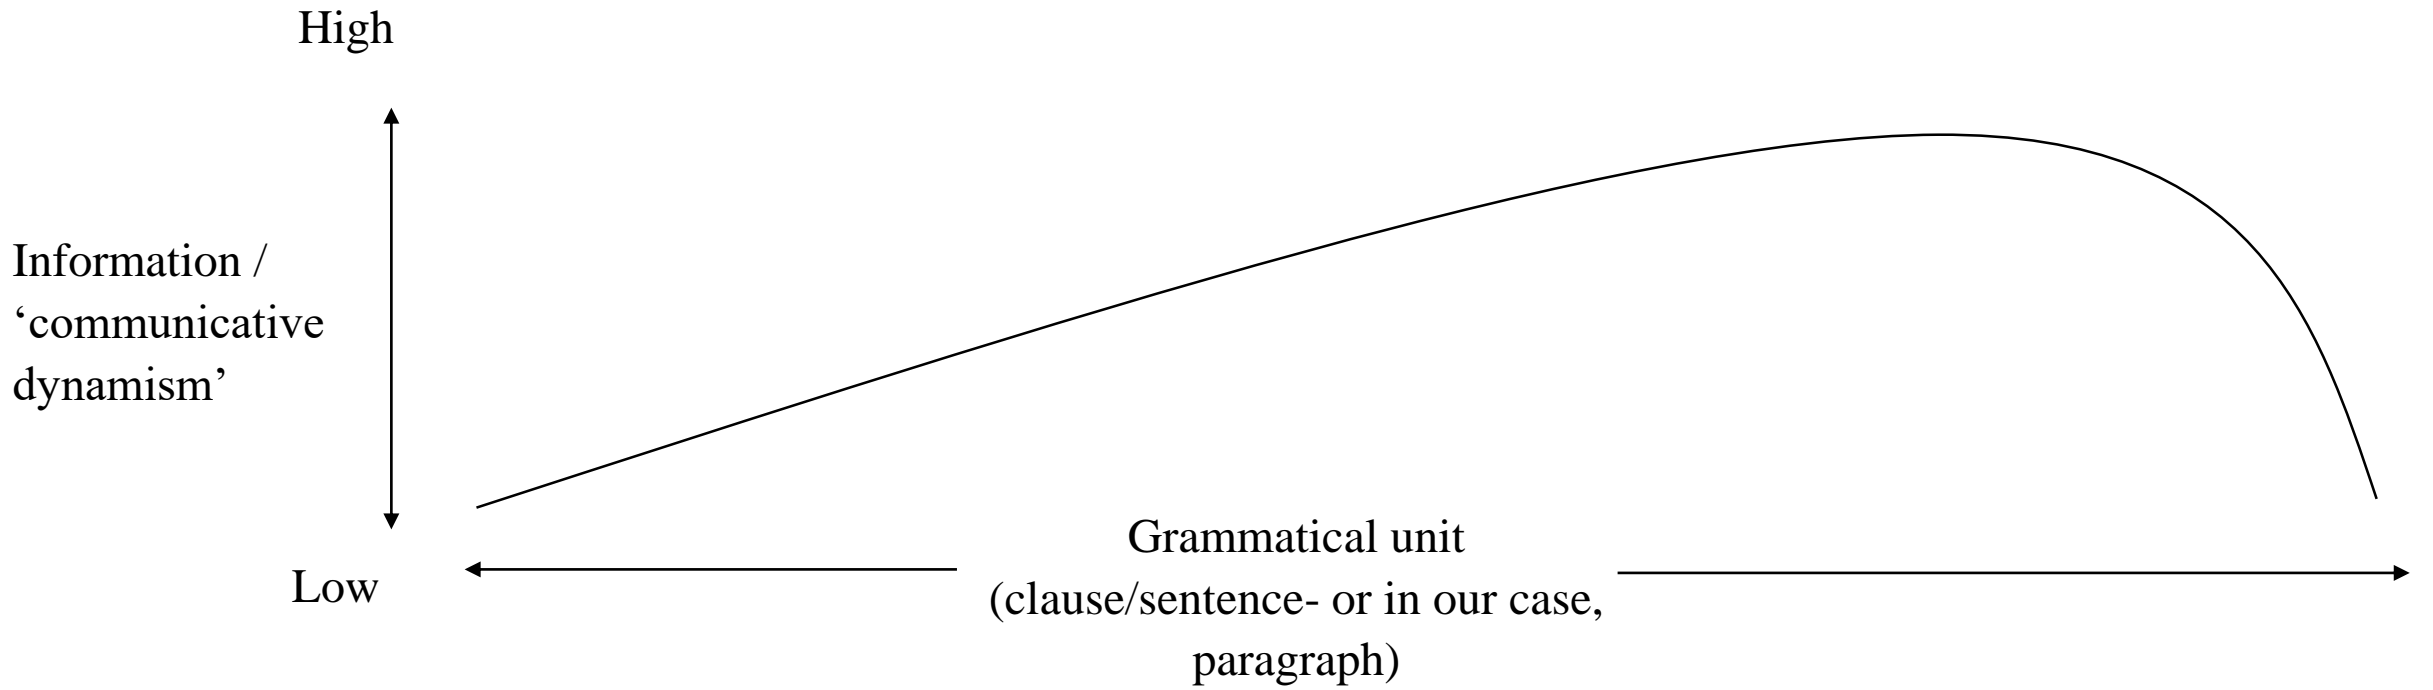 High
Information /
‘communicative
dynamism’
Low
Grammatical unit
(clause/sentence- or in our case,
paragraph)